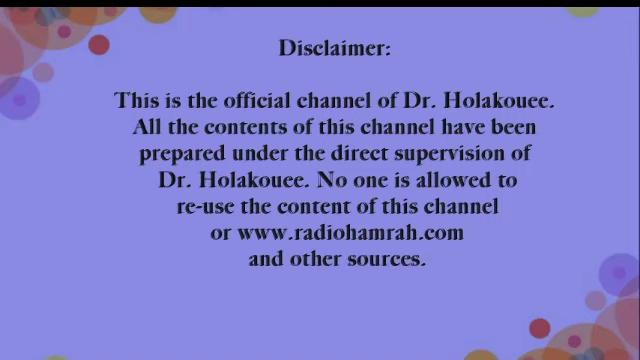 Disclaimer:
This is the official channel of Dr. Holakouee.
All the contents of this channel have been
prepared under the direct supervision of
Dr. Holakouee. No one is allowed to
re-use the content of this channel
or www.radiohamrah.com
and other sources.